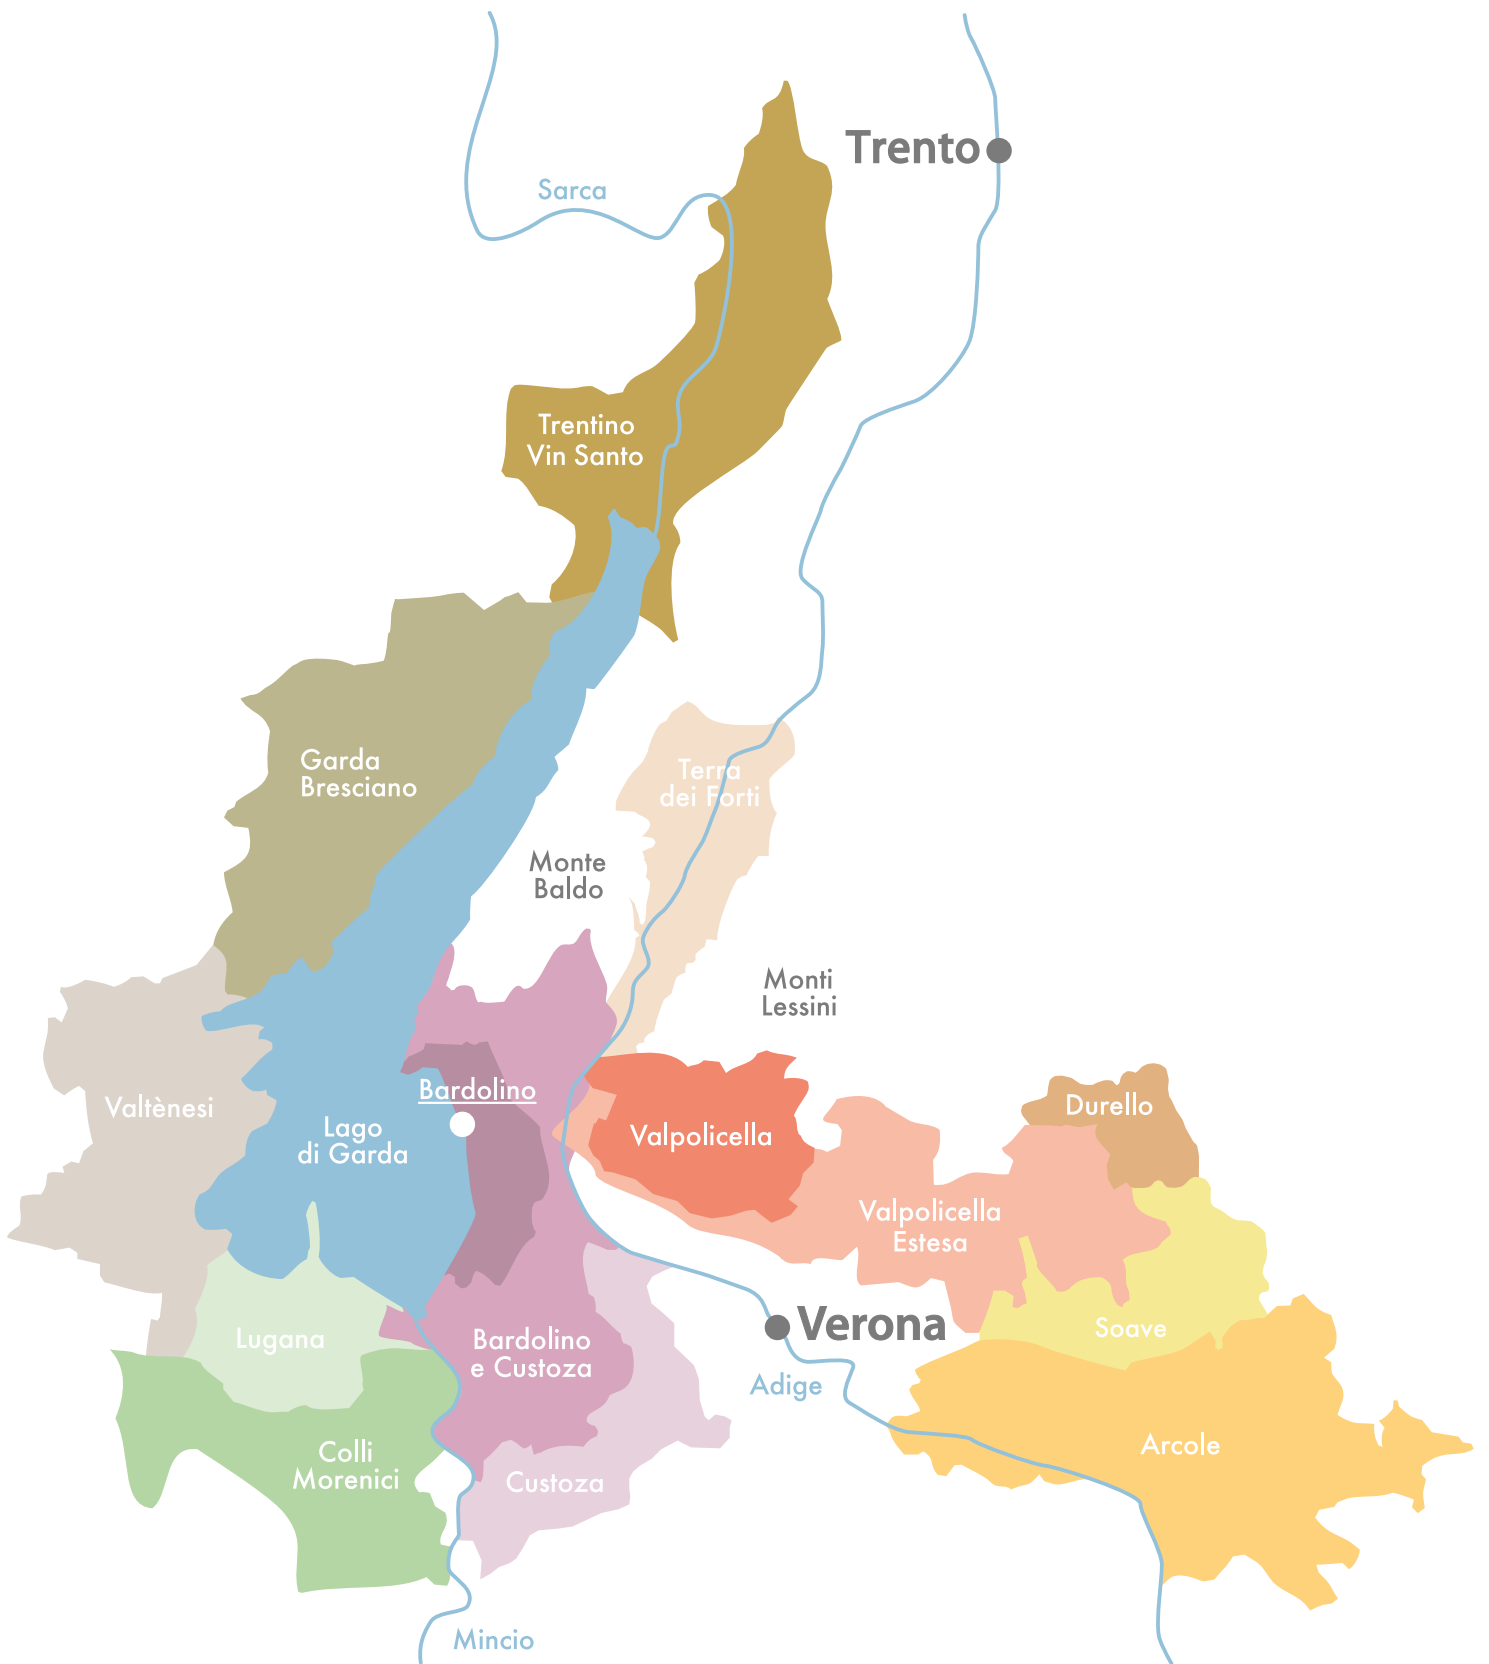 Trento
Sarca
Trentino
Vin Santo
Garda
Bresciano
Terra
dei Forti
Monte
Baldo
Monti
Lessini
Bardolino
Valtènesi
Lago
di Garda
Valpolicella
Durello
Valpolicella
Estesa
Lugana
Bardolino
e Custoza
Verona
Soave
Adige
Colli
Morenici
Custoza
Arcole
Mincio